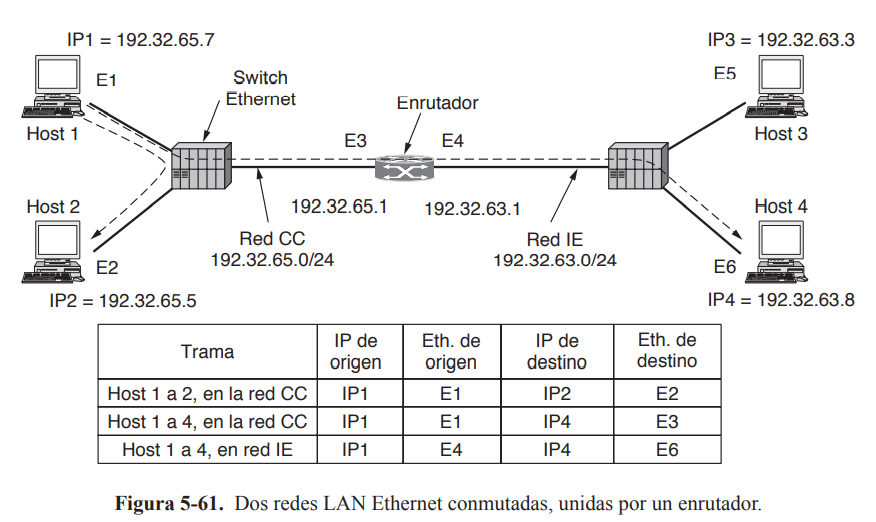 IP1 = 192.32.65.7
IP3 = 192.32.63.3
E1
Switch
Ethernet
E5
Enrutador
Host 1
E3
E4
Host 3
Host 2
192.32.65.1
192.32.63.1
Host 4
Red CC
192.32.65.0/24
Red IE
192.32.63.0/24
E2
E6
IP2 = 192.32.65.5
IP4 = 192.32.63.8
Trama
IP de
origen
Eth. de
origen
IP de
destino
Eth. de
destino
Host 1 a 2, en la red CC IP1 E1 IP2 E2
Host 1 a 4, en la red CC IP1 E1 IP4 E3
Host 1 a 4, en red IE IP1 E4 IP4 E6
Figura 5-61. Dos redes LAN Ethernet conmutadas, unidas por un enrutador.